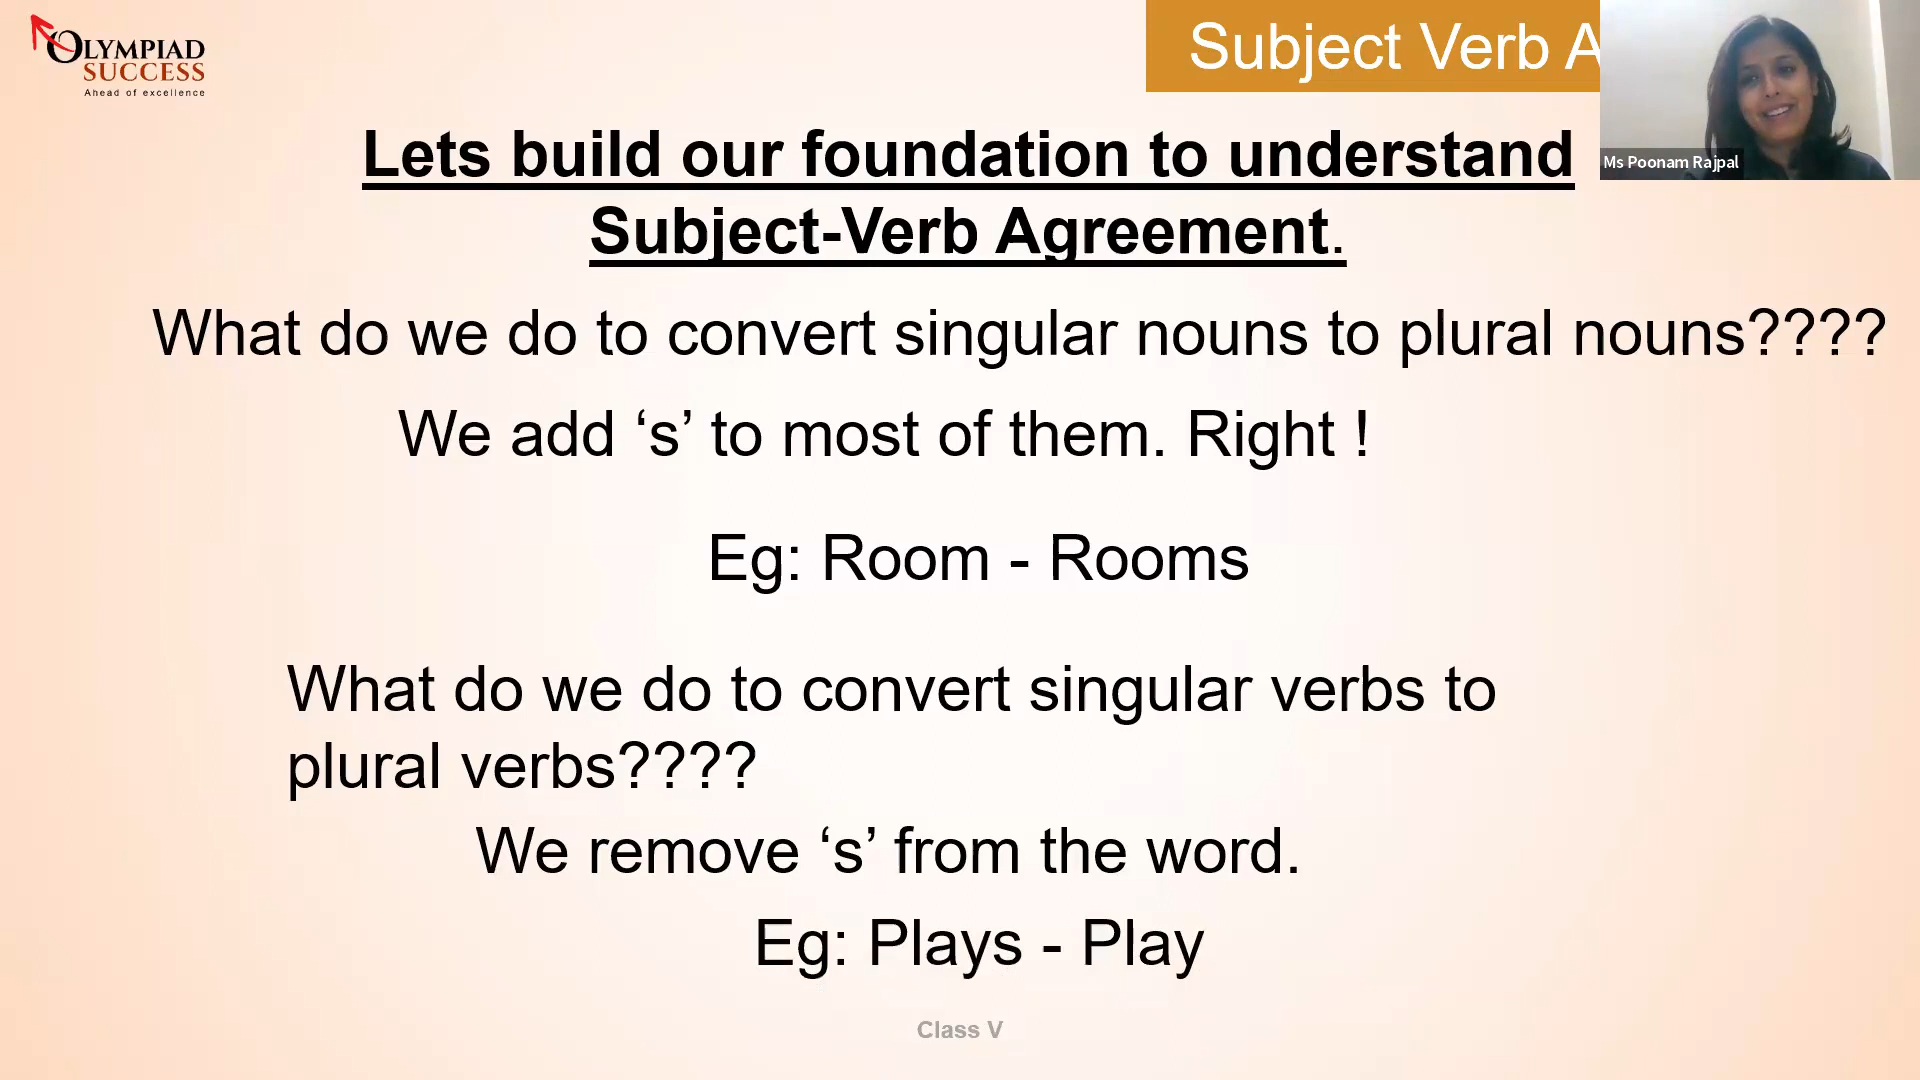 OLYMPIAD
SUCCESS
Ahead of excellence
Subject Verb A
Ms Poonam Rajpal
Lets build our foundation to understand
Subject-Verb Agreement.
What do we do to convert singular nouns to plural nouns????
We add ‘s’ to most of them. Right !
Eg: Room - Rooms
What do we do to convert singular verbs to
plural verbs????
We remove ‘s’ from the word.
Eg: Plays - Play
Class V